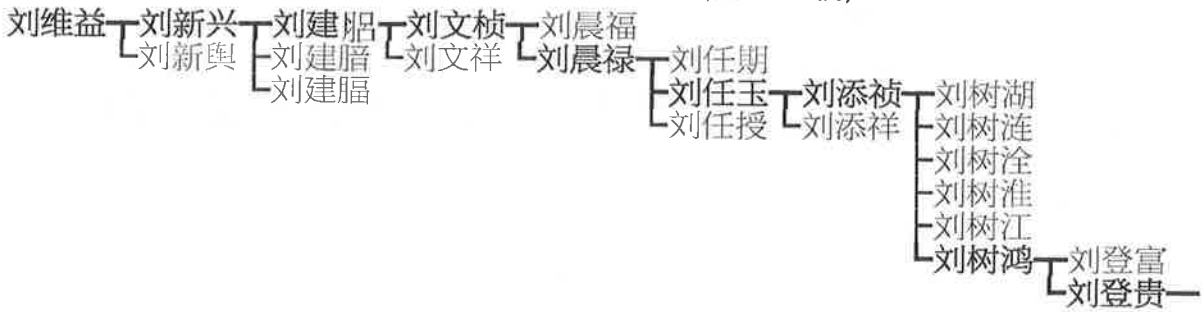 刘维益 刘新兴 刘建䏰 刘文桢 刘晨福
刘新舆 刘建腤 刘文祥 刘晨禄 刘任期
刘建腷 刘任玉 刘添祯 刘树湖
刘任授 刘添祥 刘树涟
刘树洤
刘树淮
刘树江
刘树鸿 刘登富
刘登贵